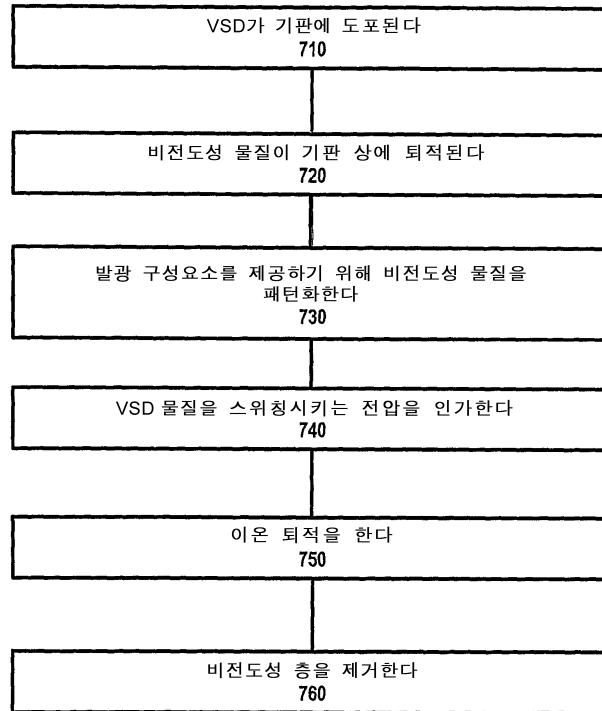 VSD가 기판에 도포된다
710
비전도성 물질이 기판 상에 퇴적된다
720
발광 구성요소를 제공하기 위해 비전도성 물질을
패턴화한다
730
VSD 물질을 스위칭시키는 전압을 인가한다
740
이온 퇴적을 한다
750
비전도성 층을 제거한다
760